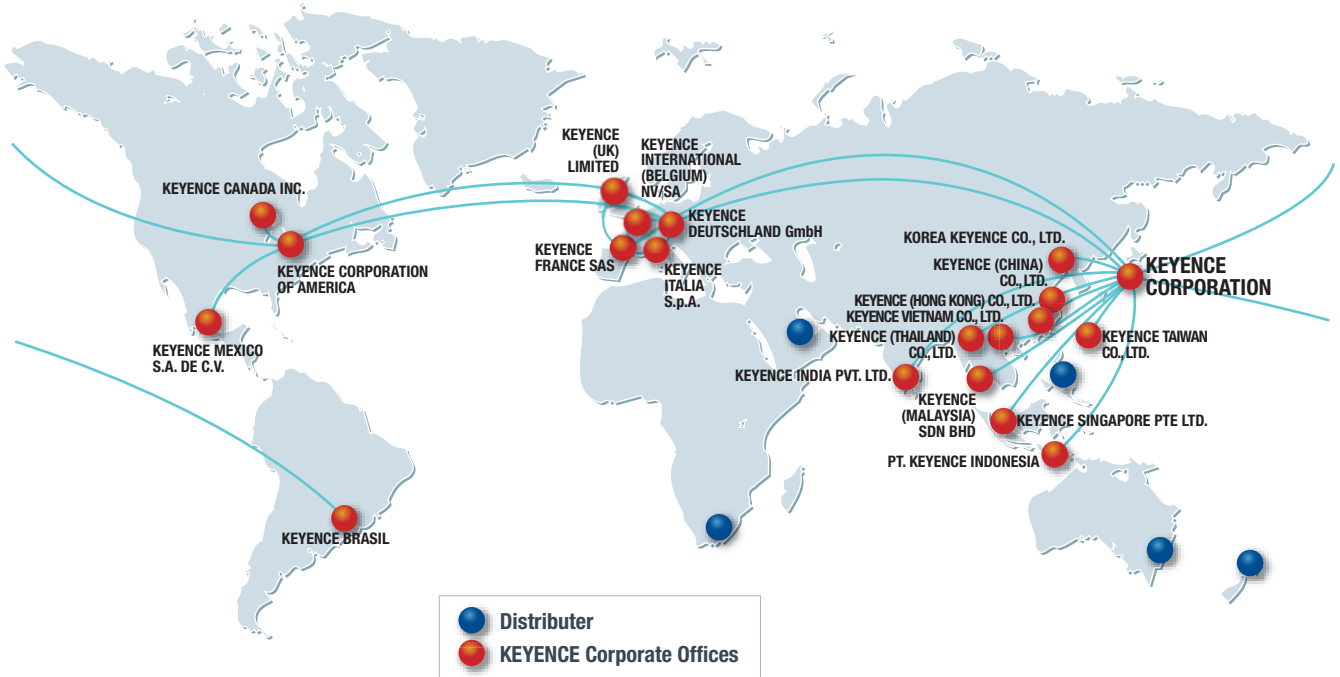 KEYENCE CANADA INC.
KEYENCE CORPORATION
OF AMERICA
KEYENCE MEXICO
S.A. DE C.V.
KEYENCE BRASIL
KEYENCE
(UK)
LIMITED
KEYENCE
INTERNATIONAL
(BELGIUM)
NV/SA
KEYENCE
DEUTSCHLAND GmbH
KEYENCE
FRANCE SAS
KEYENCE
ITALIA
S.p.A.
KOREA KEYENCE CO., LTD.
KEYENCE (CHINA)
CO., LTD.
KEYENCE
CORPORATION
KEYENCE (HONG KONG) CO., LTD.
KEYENCE VIETNAM CO., LTD.
KEYENCE (THAILAND)
CO., LTD.
KEYENCE TAIWAN
CO., LTD.
KEYENCE INDIA PVT. LTD.
KEYENCE
(MALAYSIA)
SDN BHD
KEYENCE SINGAPORE PTE LTD.
PT. KEYENCE INDONESIA
Distributer
KEYENCE Corporate Offices